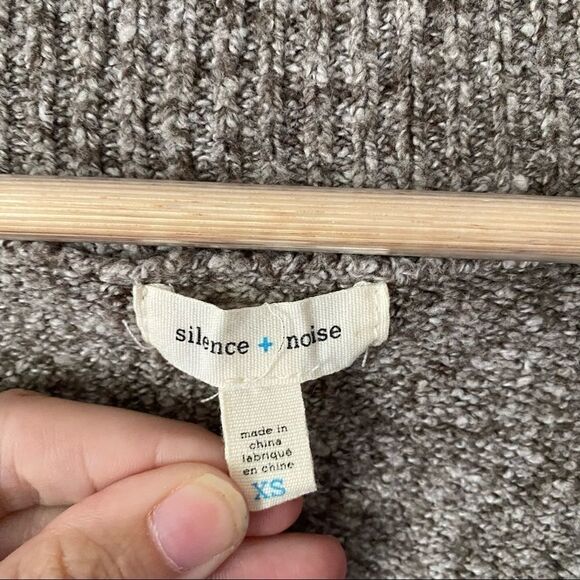 silence + noise
made in
china
fabriqué
en chine
XS